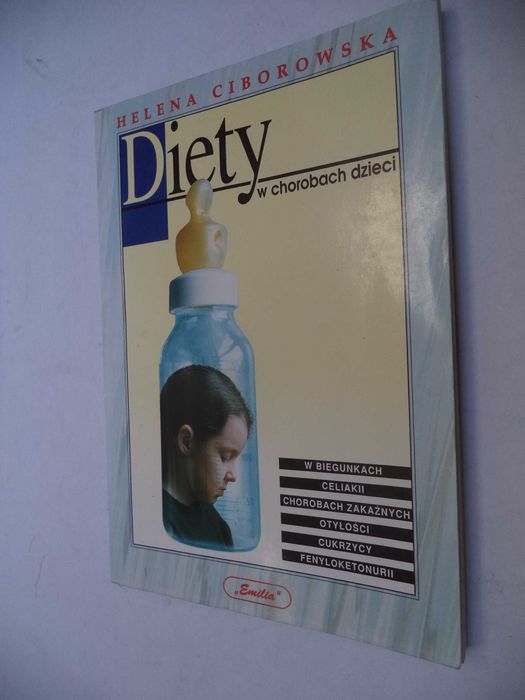 HELENA CIBOROWSKA
Diety
w chorobach dzieci
W BIEGUNKACH
CELIAKII
CHOROBACH ZAKAŹNYCH
OTYŁOŚCI
CUKRZYCY
FENYLOKETONURII
„Emilia"